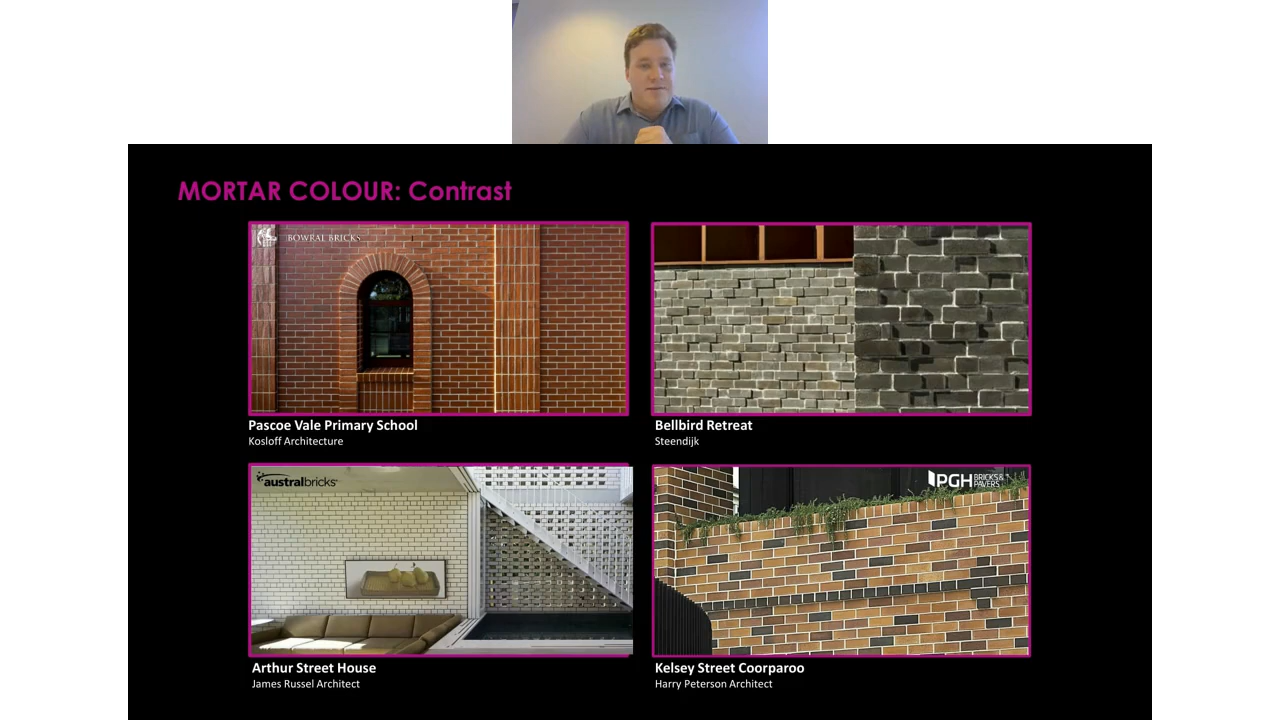 MORTAR COLOUR: Contrast
BOWRAL BRICKS
Pascoe Vale Primary School
Kosloff Architecture
Bellbird Retreat
Steendijk
australbricks®
PGH BRICKS & PAVERS
Arthur Street House
James Russel Architect
Kelsey Street Coorparoo
Harry Peterson Architect